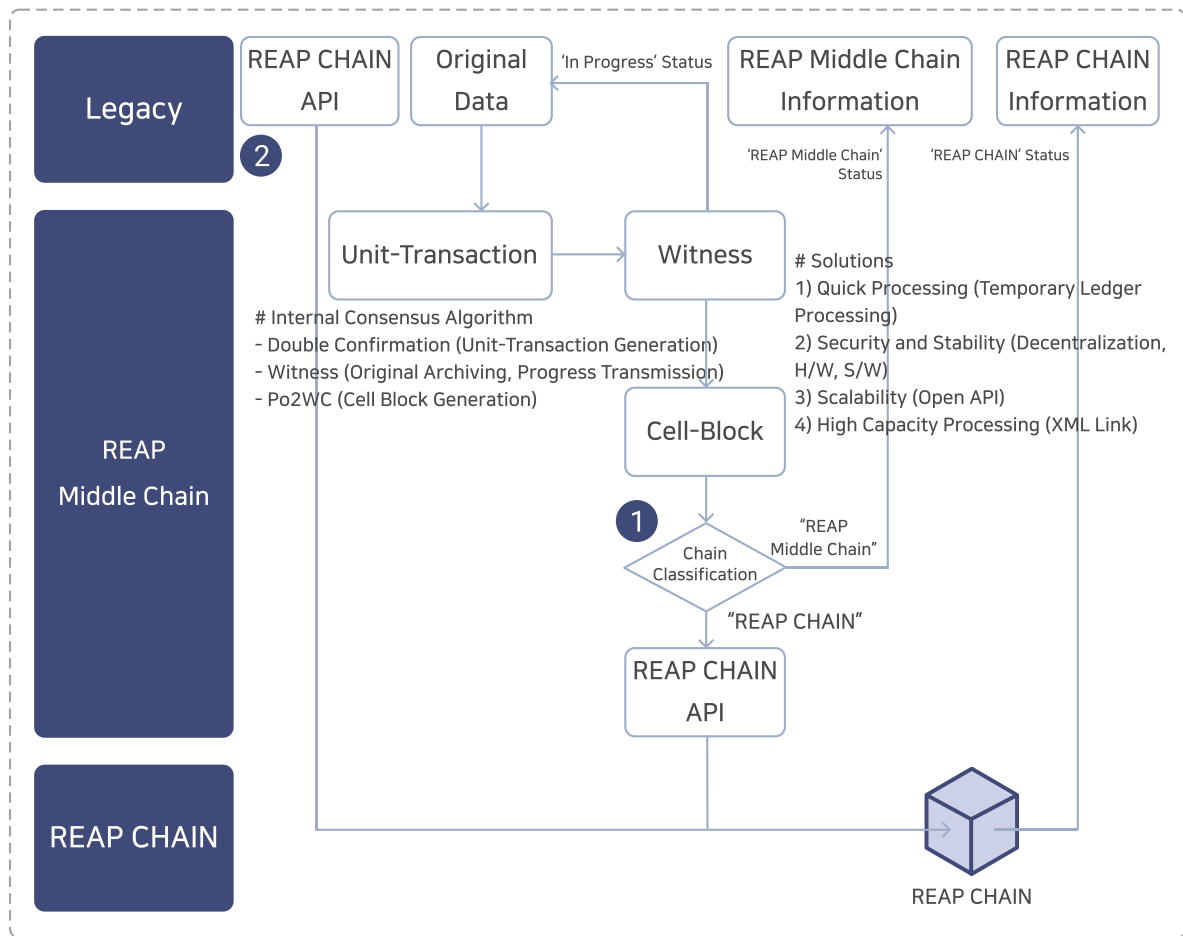 Legacy
REAP CHAIN
API
Original
Data
‘In Progress’ Status
REAP Middle Chain
Information
REAP CHAIN
Information
2
‘REAP Middle Chain’
Status
‘REAP CHAIN’ Status
REAP
Middle Chain
Unit-Transaction
Witness
# Internal Consensus Algorithm
- Double Confirmation (Unit-Transaction Generation)
- Witness (Original Archiving, Progress Transmission)
- Po2WC (Cell Block Generation)
# Solutions
1) Quick Processing (Temporary Ledger
Processing)
2) Security and Stability (Decentralization,
H/W, S/W)
3) Scalability (Open API)
4) High Capacity Processing (XML Link)
Cell-Block
1
Chain
Classification
“REAP
Middle Chain”
“REAP CHAIN”
REAP CHAIN
API
REAP CHAIN
REAP CHAIN